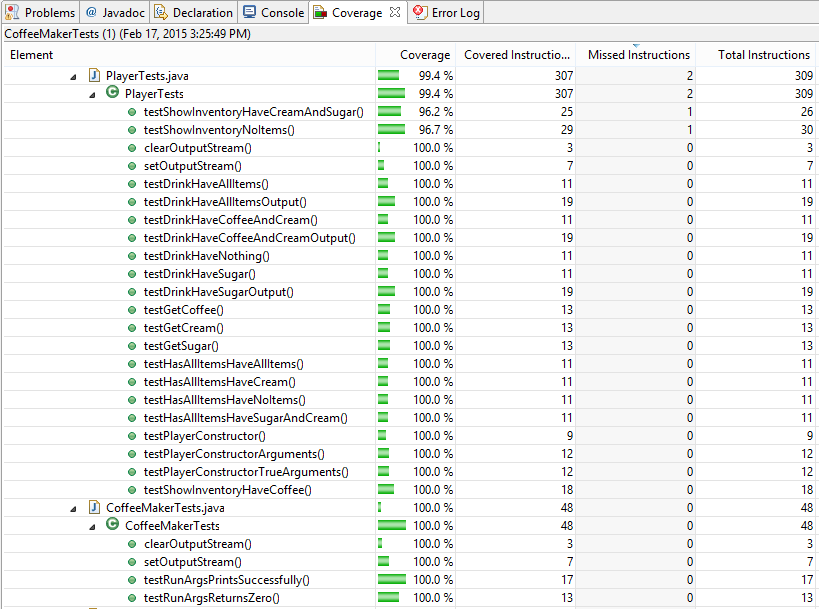 Problems @ Javadoc Declaration Console Coverage Error Log
CoffeeMakerTests (1) (Feb 17, 2015 3:25:49 PM)
Element Coverage Covered Instructio... Missed Instructions Total Instructions
PlayerTests.java 99.4 % 307 2 309
PlayerTests 99.4 % 307 2 309
testShowInventoryHaveCreamAndSugar() 96.2 % 25 1 26
testShowInventoryNoItems() 96.7 % 29 1 30
clearOutputStream() 100.0 % 3 0 3
setOutputStream() 100.0 % 7 0 7
testDrinkHaveAllItems() 100.0 % 11 0 11
testDrinkHaveAllItemsOutput() 100.0 % 19 0 19
testDrinkHaveCoffeeAndCream() 100.0 % 11 0 11
testDrinkHaveCoffeeAndCreamOutput() 100.0 % 19 0 19
testDrinkHaveNothing() 100.0 % 11 0 11
testDrinkHaveSugar() 100.0 % 11 0 11
testDrinkHaveSugarOutput() 100.0 % 19 0 19
testGetCoffee() 100.0 % 13 0 13
testGetCream() 100.0 % 13 0 13
testGetSugar() 100.0 % 13 0 13
testHasAllItemsHaveAllItems() 100.0 % 11 0 11
testHasAllItemsHaveCream() 100.0 % 11 0 11
testHasAllItemsHaveNoItems() 100.0 % 11 0 11
testHasAllItemsHaveSugarAndCream() 100.0 % 11 0 11
testPlayerConstructor() 100.0 % 9 0 9
testPlayerConstructorArguments() 100.0 % 12 0 12
testPlayerConstructorTrueArguments() 100.0 % 12 0 12
testShowInventoryHaveCoffee() 100.0 % 18 0 18
CoffeeMakerTests.java 100.0 % 48 0 48
CoffeeMakerTests 100.0 % 48 0 48
clearOutputStream() 100.0 % 3 0 3
setOutputStream() 100.0 % 7 0 7
testRunArgsPrintsSuccessfully() 100.0 % 17 0 17
testRunArgsReturnsZero() 100.0 % 13 0 13